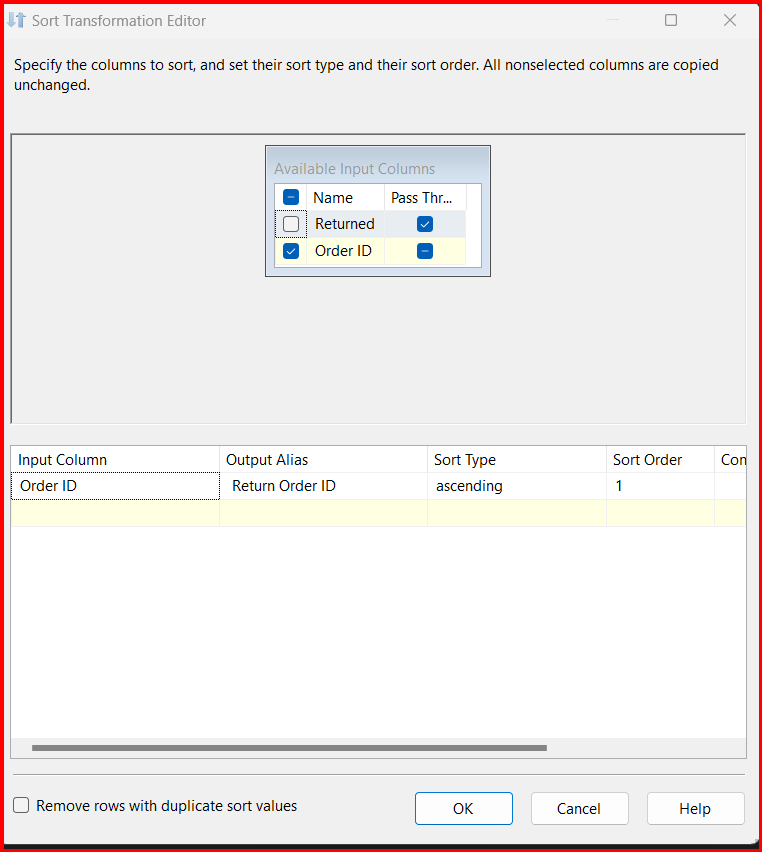 Sort Transformation Editor
Specify the columns to sort, and set their sort type and their sort order. All nonselected columns are copied
unchanged.
Available Input Columns
Name Pass Thr...
Returned
Order ID
Input Column Output Alias Sort Type Sort Order Con
Order ID Return Order ID ascending 1
Remove rows with duplicate sort values
OK Cancel Help